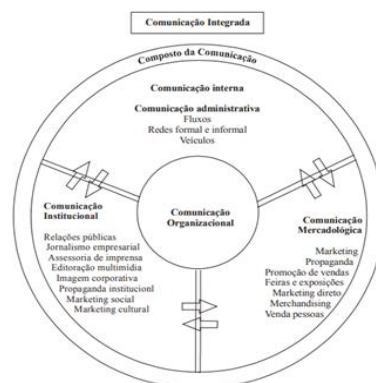 Comunicação Integrada
Composto da Comunicação
Comunicação interna
Comunicação administrativa
Fluxos
Redes formal e informal
Veículos
Comunicação
Organizacional
Comunicação
Institucional
Relações públicas
Jornalismo empresarial
Assessoria de imprensa
Editoração multimídia
Imagem corporativa
Propaganda institucionl
Marketing social
Marketing cultural
Comunicação
Mercadológica
Marketing
Propaganda
Promoção de vendas
Feiras e exposições
Marketing direto
Merchandising
Venda pessoas